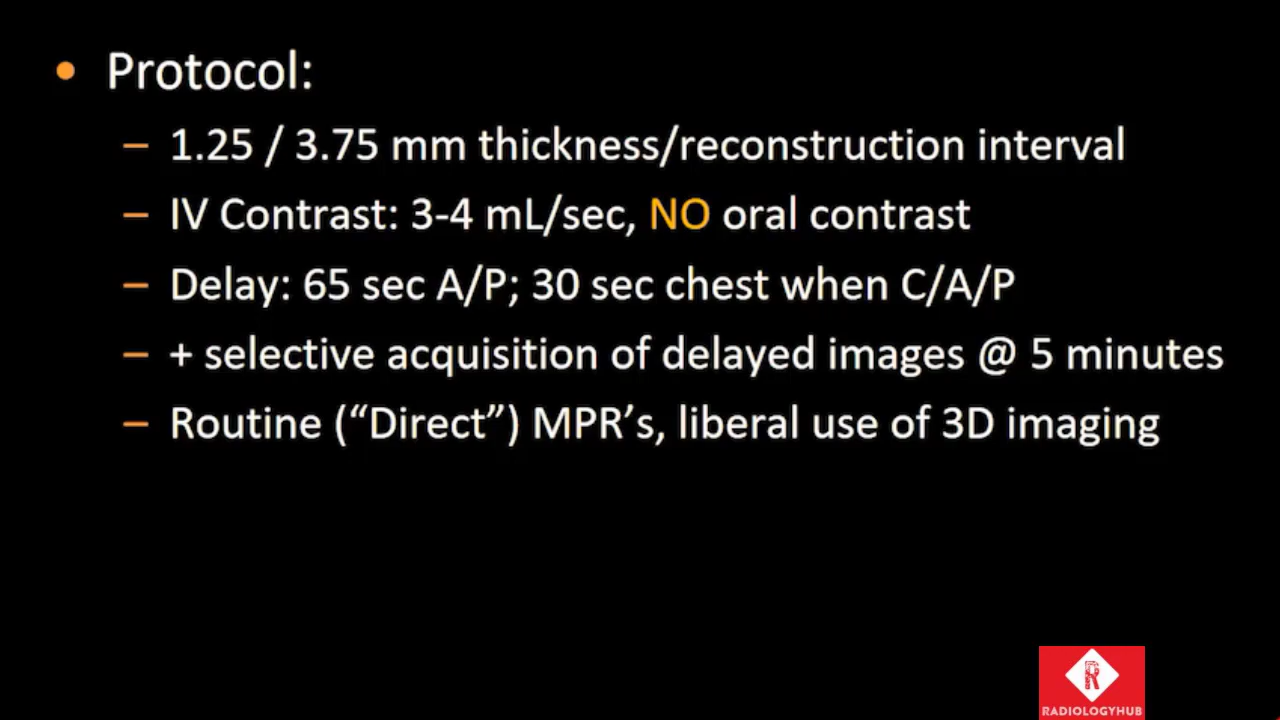 • Protocol:
– 1.25 / 3.75 mm thickness/reconstruction interval
– IV Contrast: 3-4 mL/sec, NO oral contrast
– Delay: 65 sec A/P; 30 sec chest when C/A/P
– + selective acquisition of delayed images @ 5 minutes
– Routine (“Direct”) MPR’s, liberal use of 3D imaging
R
RADIOLOGYHUB